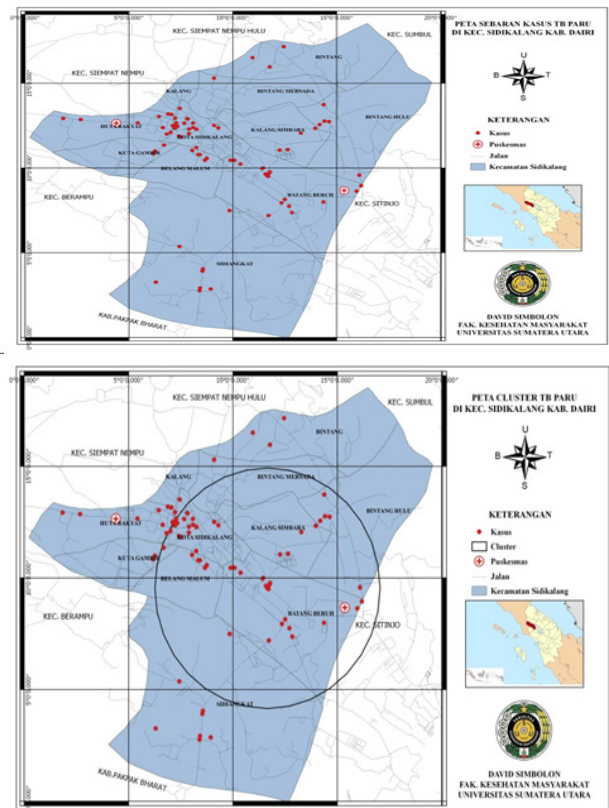 PETA SEBARAN KASUS TB PARU
DI KEC. SIDIKALANG KAB. DAIRI
KEC. SIEMPAT NEMPU HULU
KEC. SUMBUL
BINTANG
KEC. SIEMPAT NEMPU
KALANG
BINTANG MERSADA
BINTANG HULU
HUTA RAKYAT
KOTA SIDIKALANG
KALANG SIMBARA
KUTA GAMBIR
BELANG MALUM
KEC. BERAMPU
BATANG BERUH
KEC. SITINJO
SIDIANGKAT
KAB.PAKPAK BHARAT
U
B
T
S
KETERANGAN
Kasus
Puskesmas
Jalan
Kecamatan Sidikalang
DAVID SIMBOLON
FAK. KESEHATAN MASYARAKAT
UNIVERSITAS SUMATERA UTARA
PETA CLUSTER TB PARU
DI KEC. SIDIKALANG KAB. DAIRI
KEC. SIEMPAT NEMPU HULU
KEC. SUMBUL
BINTANG
KEC. SIEMPAT NEMPU
KALANG
BINTANG MERSADA
BINTANG HULU
HUTA RAKYAT
KOTA SIDIKALANG
KALANG SIMBARA
KUTA GAMBIR
BELANG MALUM
KEC. BERAMPU
BATANG BERUH
KEC. SITINJO
SIDIANGKAT
KAB.PAKPAK BHARAT
U
B
T
S
KETERANGAN
Kasus
Cluster
Puskesmas
Jalan
Kecamatan Sidikalang
DAVID SIMBOLON
FAK. KESEHATAN MASYARAKAT
UNIVERSITAS SUMATERA UTARA